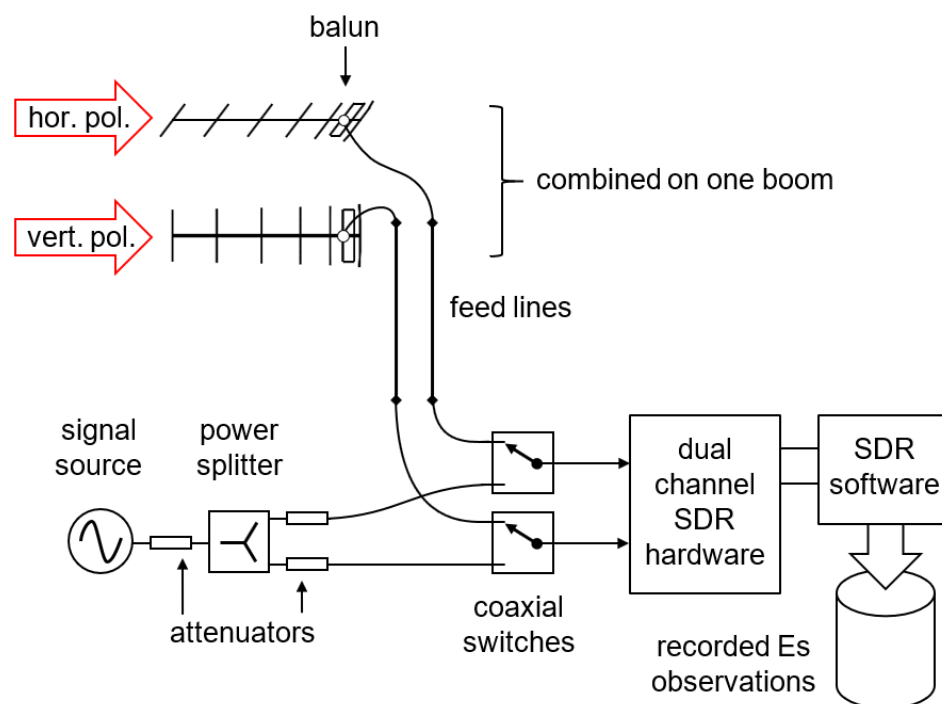 balun
hor. pol.
combined on one boom
vert. pol.
feed lines
signal
source
power
splitter
dual
channel
SDR
hardware
SDR
software
attenuators
coaxial
switches
recorded Es
observations